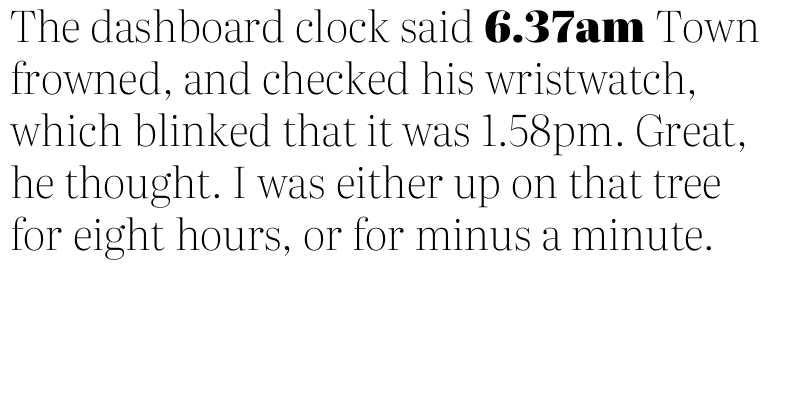 The dashboard clock said 6.37am Town
frowned, and checked his wristwatch,
which blinked that it was 1.58pm. Great,
he thought. I was either up on that tree
for eight hours, or for minus a minute.